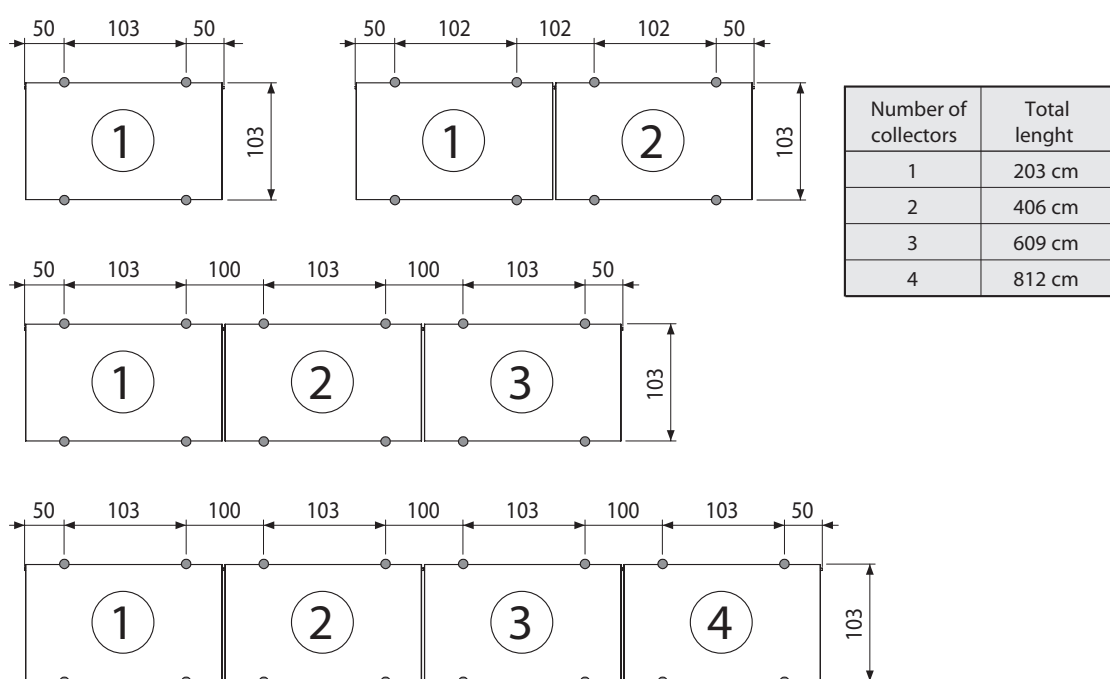 50 103 50
1
103
50 102 102 102 50
1 2
103
Number of collectors Total lenght
1 203 cm
2 406 cm
3 609 cm
4 812 cm
50 103 100 103 100 103 50
1 2 3
103
50 103 100 103 100 103 100 103 50
1 2 3 4
103